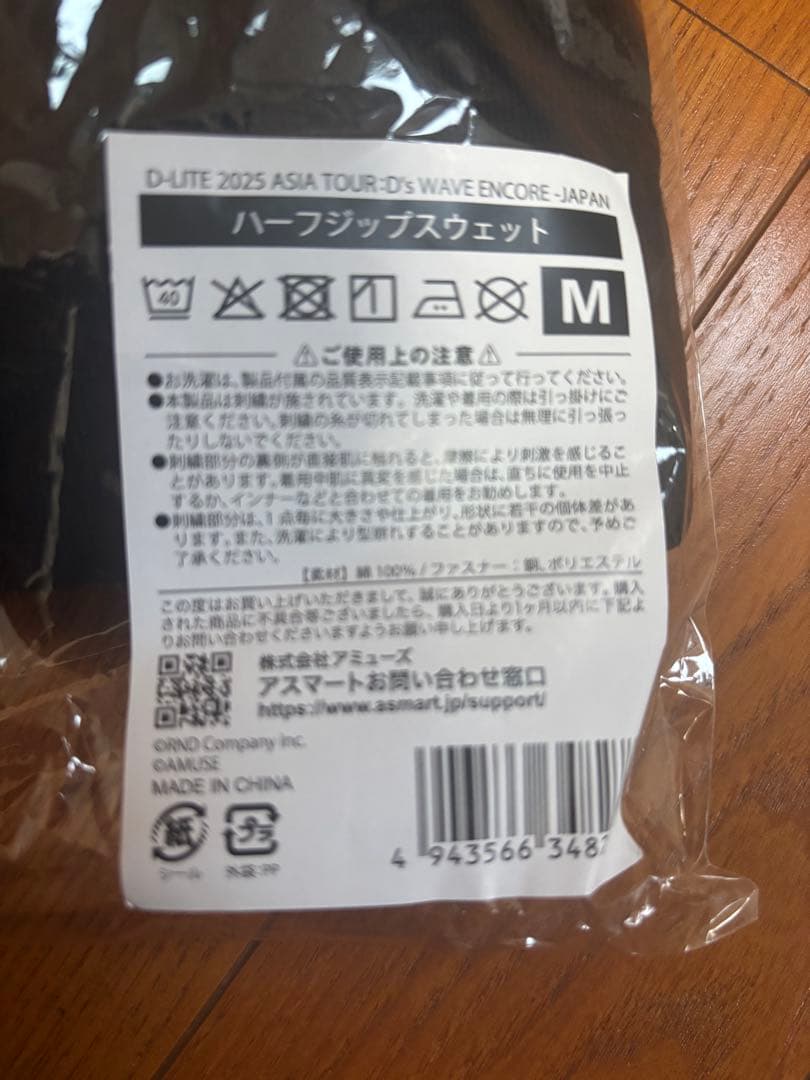 D-LITE 2025 ASIA TOUR:D's WAVE ENCORE -JAPAN
ハーフジップスウェット
40
M
ご使用上の注意
●お洗濯は、製品付属の品質表示記載事項に従って行ってください。
●本製品は刺繍が施されています。洗濯や着用の際は引っ掛けにご
注意ください。刺繍の糸が切れてしまった場合は無理に引っ張っ
たりしないでください。
●刺繍部分の裏側が直接肌に触れると、摩擦により刺激を感じるこ
とがあります。着用中肌に異変を感じた場合は、直ちに使用を中止
するか、インナーなどと合わせての着用をお勧めします。
●刺繍部分は、1点毎に大きさや仕上がり、形状に若干の個体差があ
ります。また、洗濯により型崩れすることがありますので、予めご
了承ください。
【素材】綿100%/ファスナー:銅、ポリエステル
この度はお買い上げいただきまして、誠にありがとうございます。購入
された商品に不具合等ございましたら、購入日より1ヶ月以内に下記よ
りお問い合わせくださいますようお願い申し上げます。
株式会社アミューズ
アスマートお問い合わせ窓口
https://www.asmart.jp/support/
©RND Company Inc.
©AMUSE
MADE IN CHINA
紙
シール
プラ
外袋:PP
4 943566 348